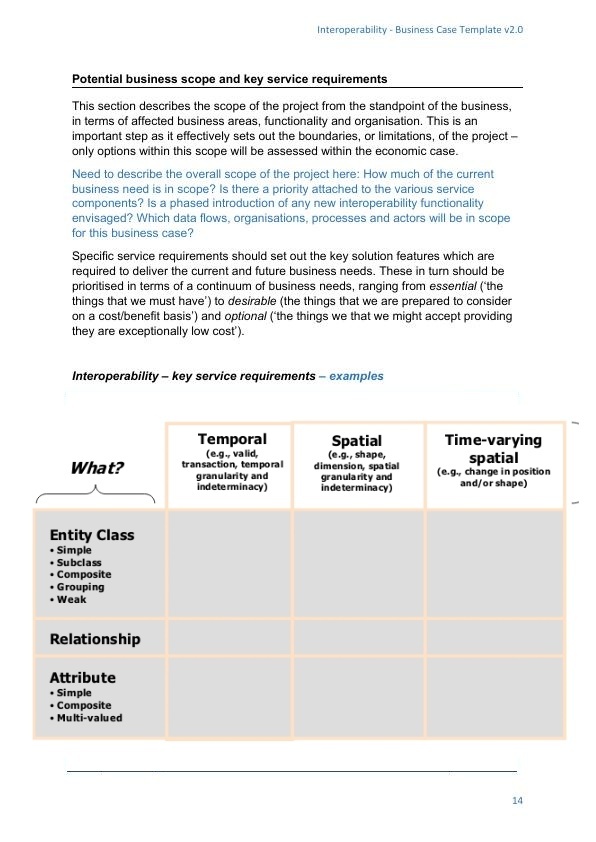 Interoperability - Business Case Template v2.0
Potential business scope and key service requirements
This section describes the scope of the project from the standpoint of the business,
in terms of affected business areas, functionality and organisation. This is an
important step as it effectively sets out the boundaries, or limitations, of the project –
only options within this scope will be assessed within the economic case.
Need to describe the overall scope of the project here: How much of the current
business need is in scope? Is there a priority attached to the various service
components? Is a phased introduction of any new interoperability functionality
envisaged? Which data flows, organisations, processes and actors will be in scope
for this business case?
Specific service requirements should set out the key solution features which are
required to deliver the current and future business needs. These in turn should be
prioritised in terms of a continuum of business needs, ranging from essential (‘the
things that we must have’) to desirable (the things that we are prepared to consider
on a cost/benefit basis’) and optional (‘the things we that we might accept providing
they are exceptionally low cost’).
Interoperability – key service requirements – examples
What?
Temporal
(e.g., valid,
transaction, temporal
granularity and
indeterminacy)
Spatial
(e.g., shape,
dimension, spatial
granularity and
indeterminacy)
Time-varying
spatial
(e.g., change in position
and/or shape)
Entity Class
• Simple
• Subclass
• Composite
• Grouping
• Weak
Relationship
Attribute
• Simple
• Composite
• Multi-valued
14